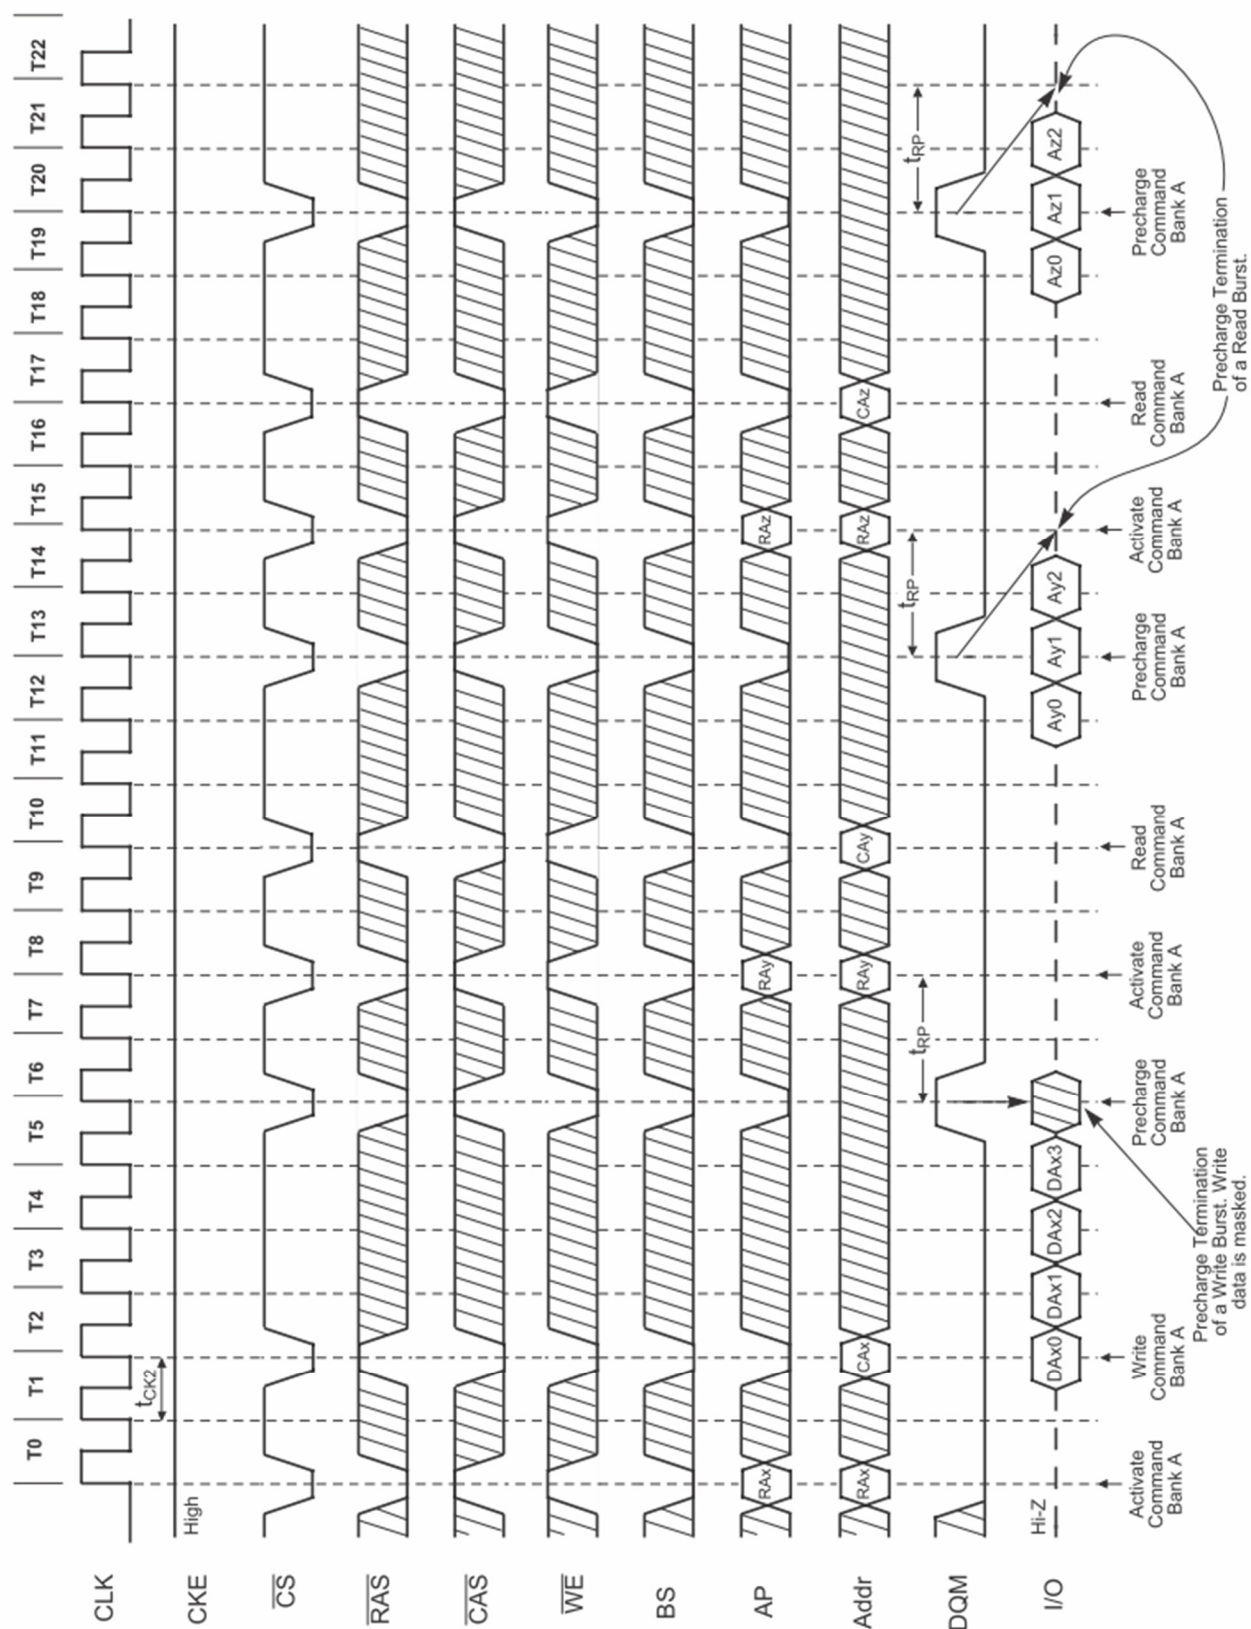 T0 T1 T2 T3 T4 T5 T6 T7 T8 T9 T10 T11 T12 T13 T14 T15 T16 T17 T18 T19 T20 T21 T22
CLK
tCK2
CKE
High
CS
RAS
CAS
WE
BS
AP
RAx RAy RAz
Addr
RAx CAx RAy CAy RAz CAz
tRP tRP tRP
DQM
I/O
Hi-Z
DAx0 DAx1 DAx2 DAx3 Ay0 Ay1 Ay2 Az0 Az1 Az2
Activate
Command
Bank A
Write
Command
Bank A
Precharge
Command
Bank A
Activate
Command
Bank A
Read
Command
Bank A
Precharge
Command
Bank A
Activate
Command
Bank A
Read
Command
Bank A
Precharge
Command
Bank A
Precharge Termination
of a Write Burst. Write
data is masked.
Precharge Termination
of a Read Burst.